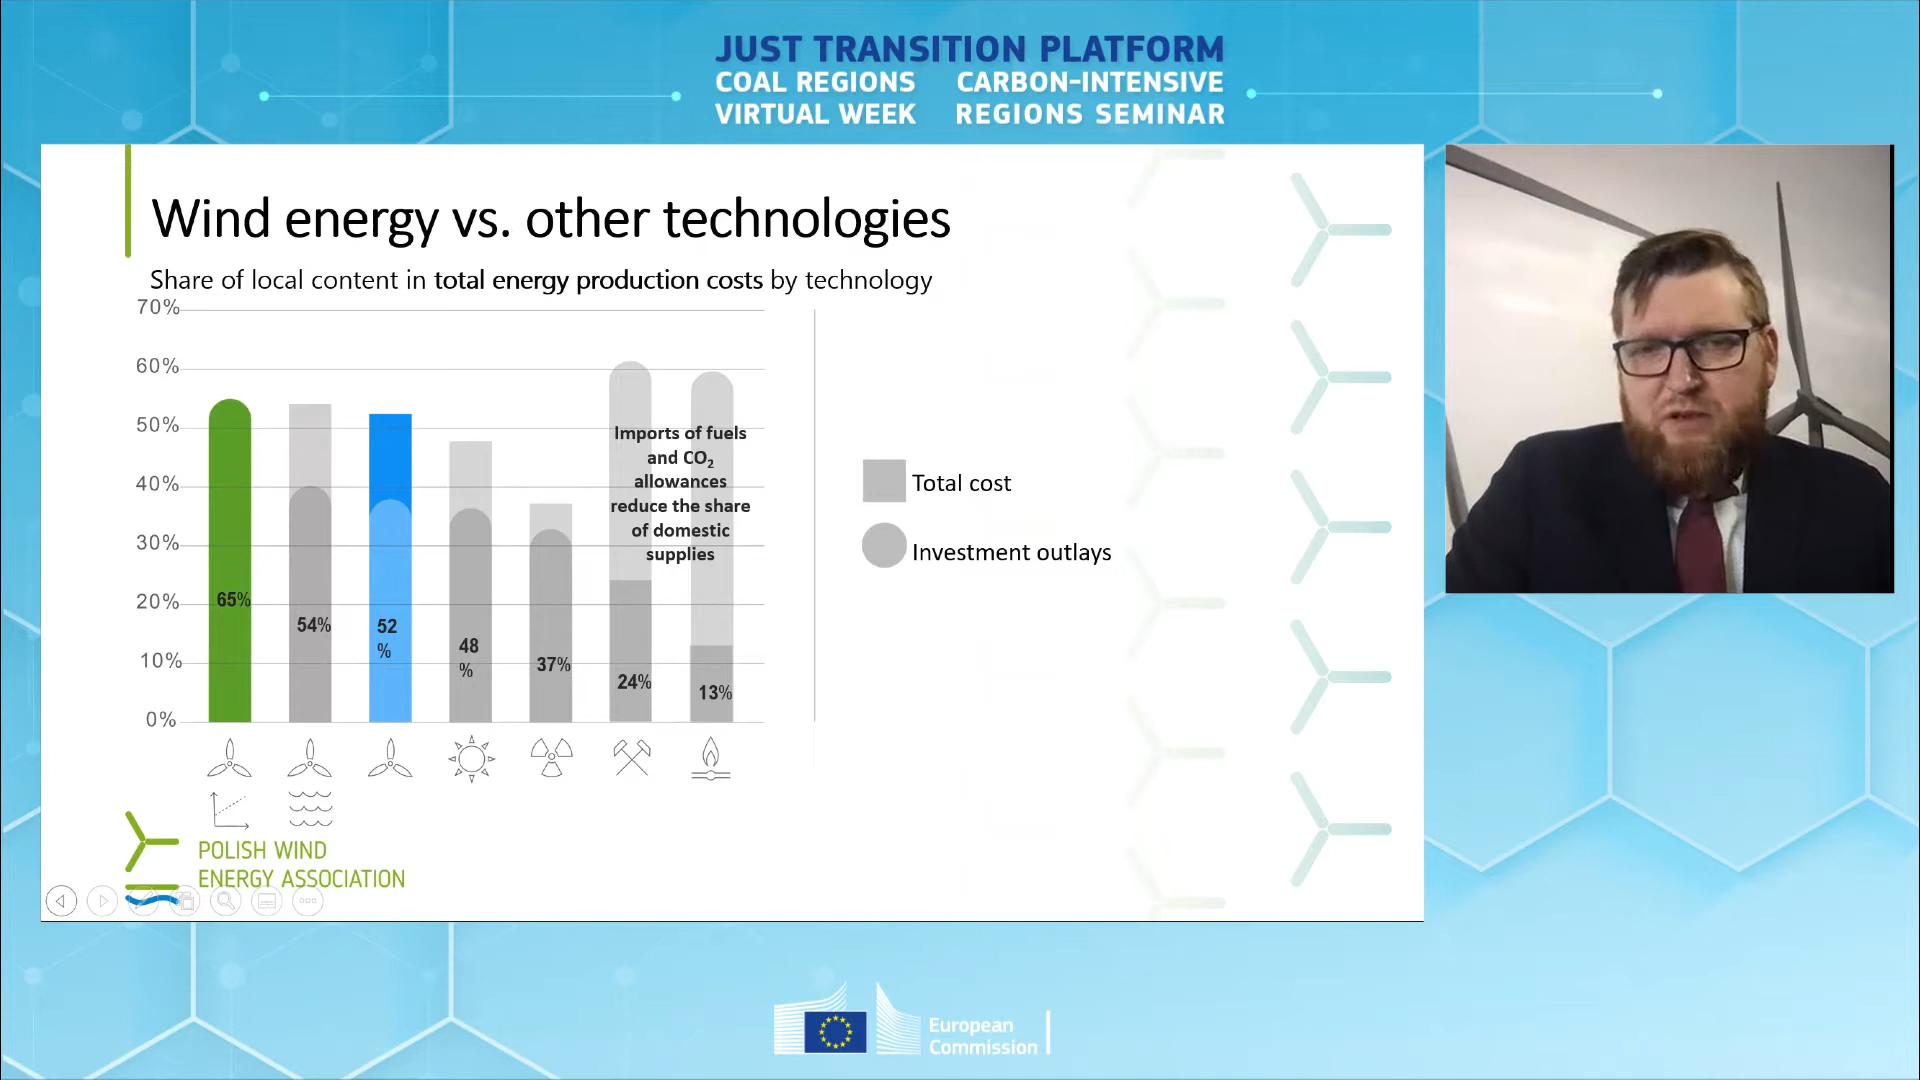 JUST TRANSITION PLATFORM
COAL REGIONS CARBON-INTENSIVE
VIRTUAL WEEK REGIONS SEMINAR
Wind energy vs. other technologies
Share of local content in total energy production costs by technology
70%
60%
50%
40%
30%
20%
10%
0%
65%
54%
52
%
48
%
37%
24%
13%
Imports of fuels
and CO₂
allowances
reduce the share
of domestic
supplies
Total cost
Investment outlays
POLISH WIND
ENERGY ASSOCIATION
European
Commission